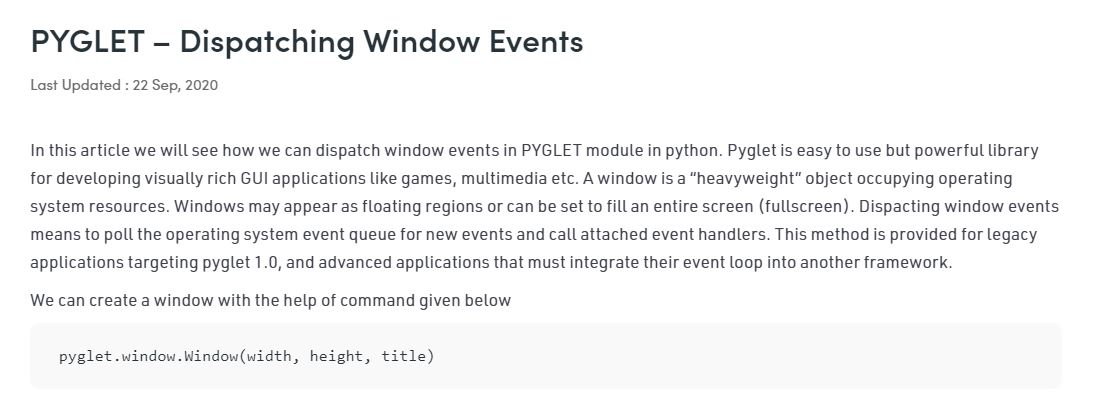 PYGLET – Dispatching Window Events
Last Updated : 22 Sep, 2020
In this article we will see how we can dispatch window events in PYGLET module in python. Pyglet is easy to use but powerful library
for developing visually rich GUI applications like games, multimedia etc. A window is a “heavyweight” object occupying operating
system resources. Windows may appear as floating regions or can be set to fill an entire screen (fullscreen). Dispacting window events
means to poll the operating system event queue for new events and call attached event handlers. This method is provided for legacy
applications targeting pyglet 1.0, and advanced applications that must integrate their event loop into another framework.
We can create a window with the help of command given below
pyglet.window.Window(width, height, title)